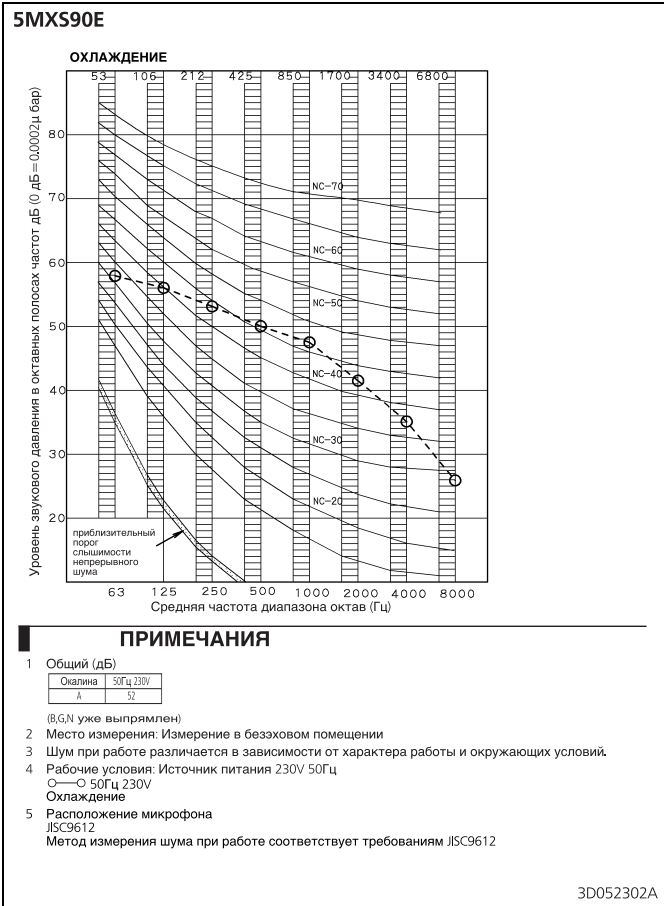 5MXS90E
ОХЛАЖДЕНИЕ
53 106 212 425 850 1700 3400 6800
Уровень звукового давления в октавных полосах частот дБ (0 дБ=0.0002µ бар)
80
70
60
50
40
30
20
NC-70
NC-60
NC-50
NC-40
NC-30
NC-20
приблизительный
порог
слышимости
непрерывного
шума
63 125 250 500 1000 2000 4000 8000
Средняя частота диапазона октав (Гц)
ПРИМЕЧАНИЯ
1 Общий (дБ)
Окалина 50Гц 230V
A 52
(B,G,N уже выпрямлен)
2 Место измерения: Измерение в безэховом помещении
3 Шум при работе различается в зависимости от характера работы и окружающих условий.
4 Рабочие условия: Источник питания 230V 50Гц
50Гц 230V
Охлаждение
5 Расположение микрофона
JISC9612
Метод измерения шума при работе соответствует требованиям JISC9612
3D052302A